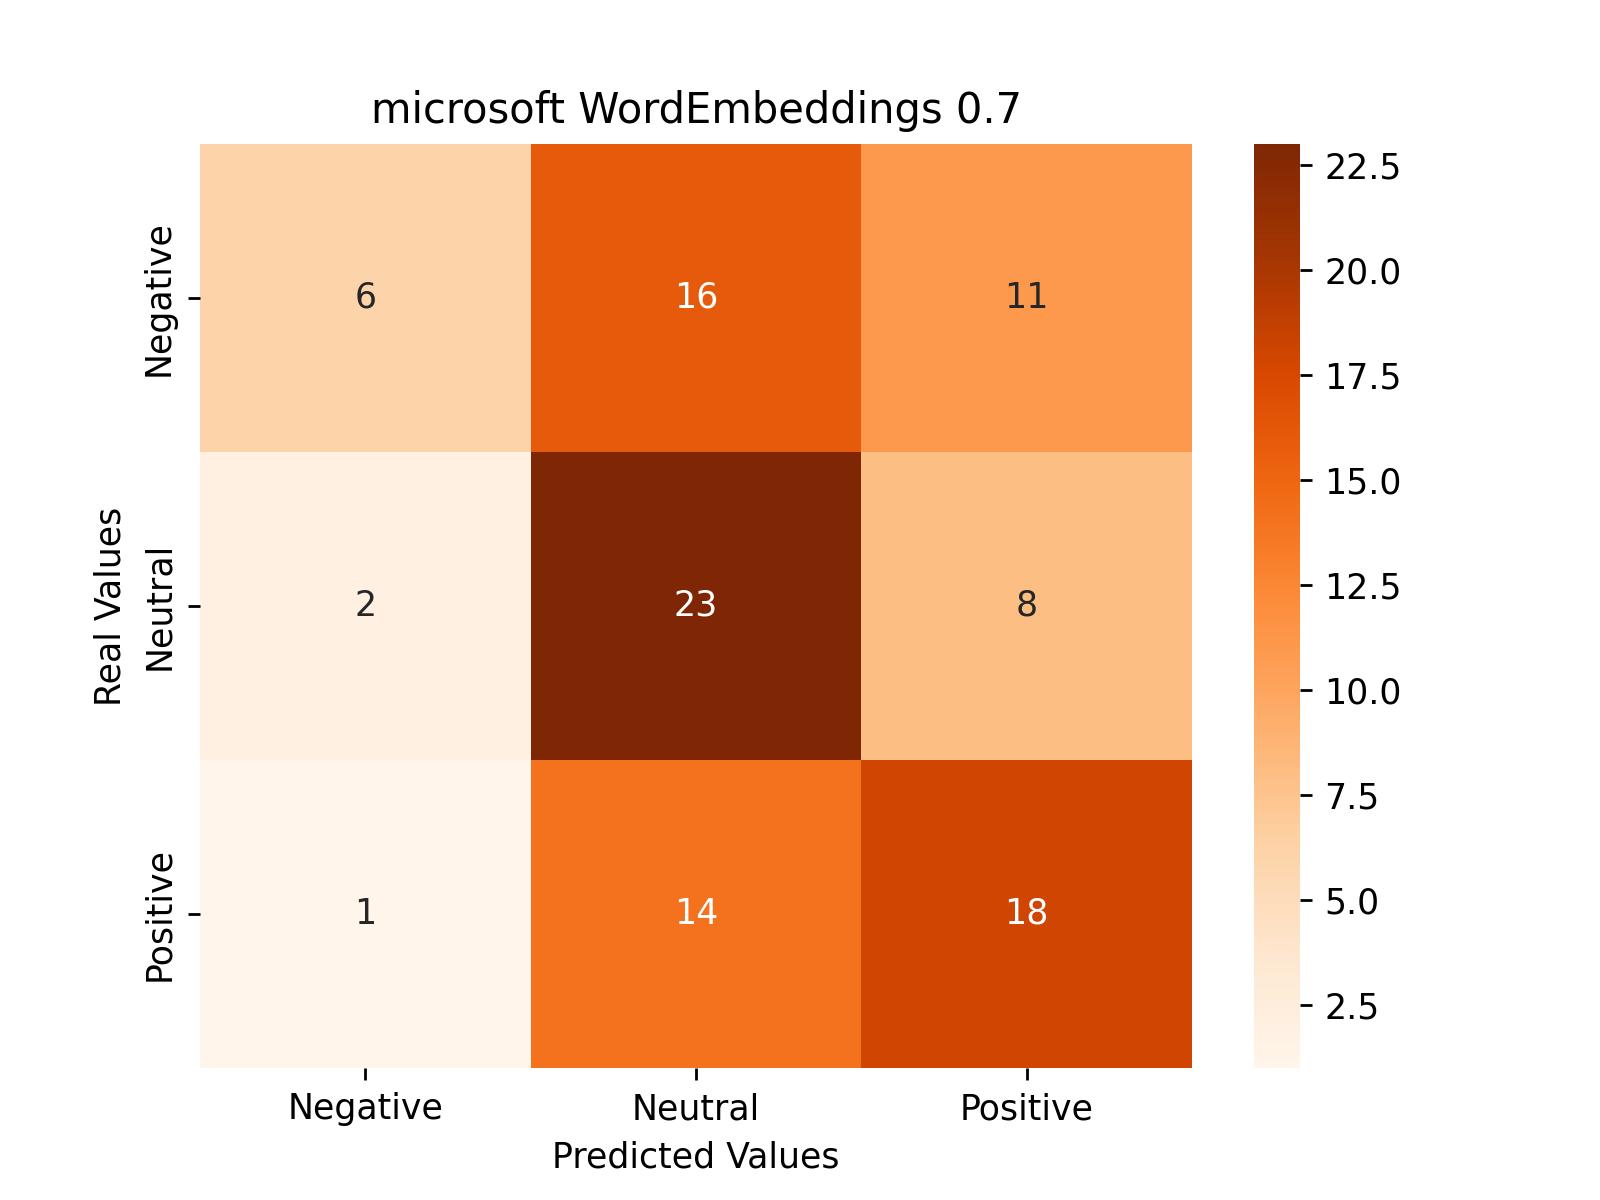 microsoft WordEmbeddings 0.7
Real Values
Negative
6
16
11
Neutral
2
23
8
Positive
1
14
18
Negative
Neutral
Positive
Predicted Values
22.5
20.0
17.5
15.0
12.5
10.0
7.5
5.0
2.5